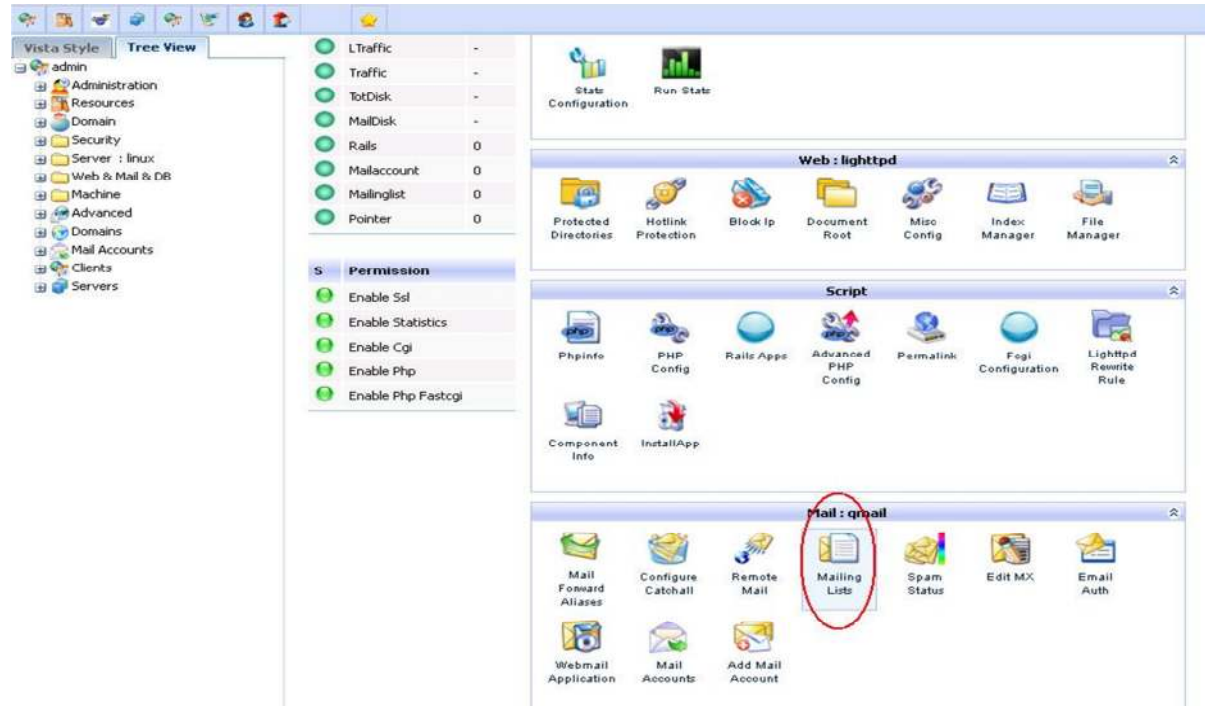 Vista Style Tree View
admin
Administration
Resources
Domain
Security
Server : linux
Web & Mail & DB
Machine
Advanced
Domains
Mail Accounts
Clients
Servers
LTraffic -
Traffic -
TotDisk -
MailDisk -
Rails 0
Mailaccount 0
Mailinglist 0
Pointer 0
S Permission
Enable Ssl
Enable Statistics
Enable Cgi
Enable Php
Enable Php Fastcgi
Stats Run Stats
Configuration
Web : lighttpd
Protected Hotlink Block Ip Document Misc Index File
Directories Protection Root Config Manager Manager
Script
Phpinfo PHP Rails Apps Advanced Permalink Fcgi Lighttpd
Config PHP Configuration Rewrite
Config Rule
Component InstallApp
Info
Mail : qmail
Mail Configure Remote Mailing Spam Edit MX Email
Forward Catchall Mail Lists Status Auth
Aliases
Webmail Mail Add Mail
Application Accounts Account